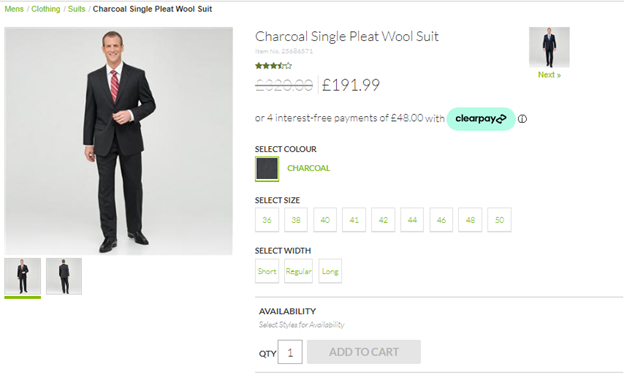 Mens / Clothing / Suits / Charcoal Single Pleat Wool Suit
Charcoal Single Pleat Wool Suit
Item No. 25686571
£320.00 £191.99
Next »
or 4 interest-free payments of £48.00 with clearpay
SELECT COLOUR
CHARCOAL
SELECT SIZE
36 38 40 41 42 44 46 48 50
SELECT WIDTH
Short Regular Long
AVAILABILITY
Select Styles for Availability
QTY 1 ADD TO CART